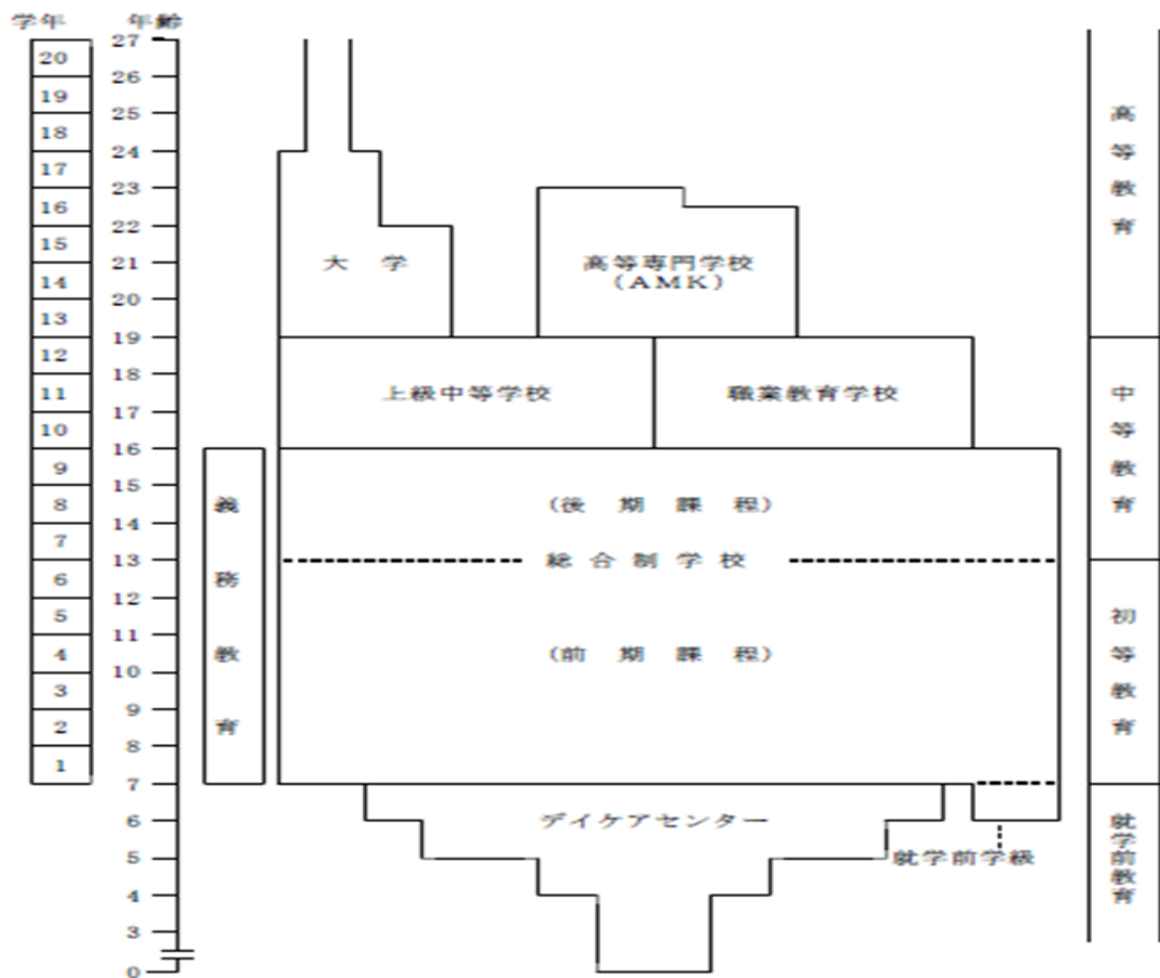 学年 年齢
27
20
26
19
25
18
24
17
23
16
22
15
21
14
20
13
19
12
18
11
17
10
16
9
15
8
14
7
13
6
12
5
11
4
10
3
9
2
8
1
7
6
5
4
3
0
義務教育
大学
高等専門学校
(AMK)
上級中等学校
職業教育学校
(後期課程)
総合制学校
(前期課程)
デイケアセンター
就学前学級
高等教育
中等教育
初等教育
就学前教育